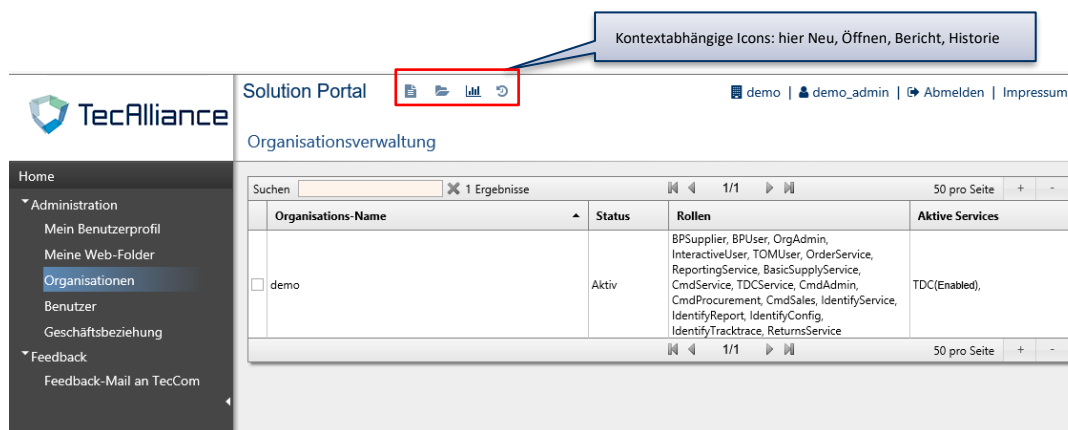 Kontextabhängige Icons: hier Neu, Öffnen, Bericht, Historie
TecAlliance
Solution Portal
demo | demo_admin | Abmelden | Impressum
Organisationsverwaltung
Home
Administration
Mein Benutzerprofil
Meine Web-Folder
Organisationen
Benutzer
Geschäftsbeziehung
Feedback
Feedback-Mail an TecCom
Suchen 1 Ergebnisse 1/1 50 pro Seite + -
Organisations-Name Status Rollen Aktive Services
demo Aktiv
BPSupplier, BPUser, OrgAdmin,
InteractiveUser, TOMUser, OrderService,
ReportingService, BasicSupplyService,
CmdService, TDCService, CmdAdmin,
CmdProcurement, CmdSales, IdentifyService,
IdentifyReport, IdentifyConfig,
IdentifyTracktrace, ReturnsService
TDC(Enabled),
1/1 50 pro Seite + -